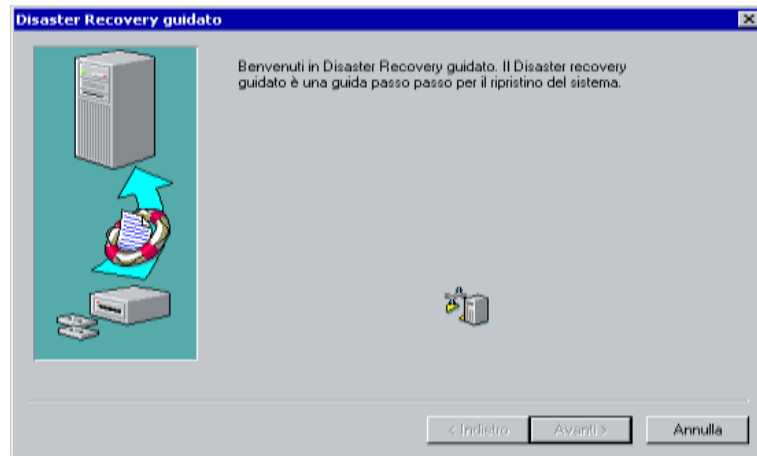 Disaster Recovery guidato
Benvenuti in Disaster Recovery guidato. Il Disaster recovery
guidato è una guida passo passo per il ripristino del sistema.
< Indietro
Avanti >
Annulla